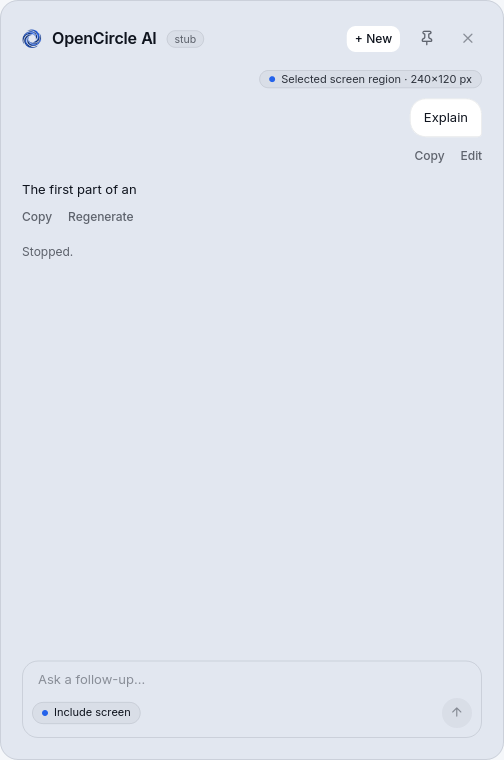 OpenCircle AI stub + New
Selected screen region · 240×120 px
Explain
Copy Edit
The first part of an
Copy Regenerate
Stopped.
Ask a follow-up...
Include screen